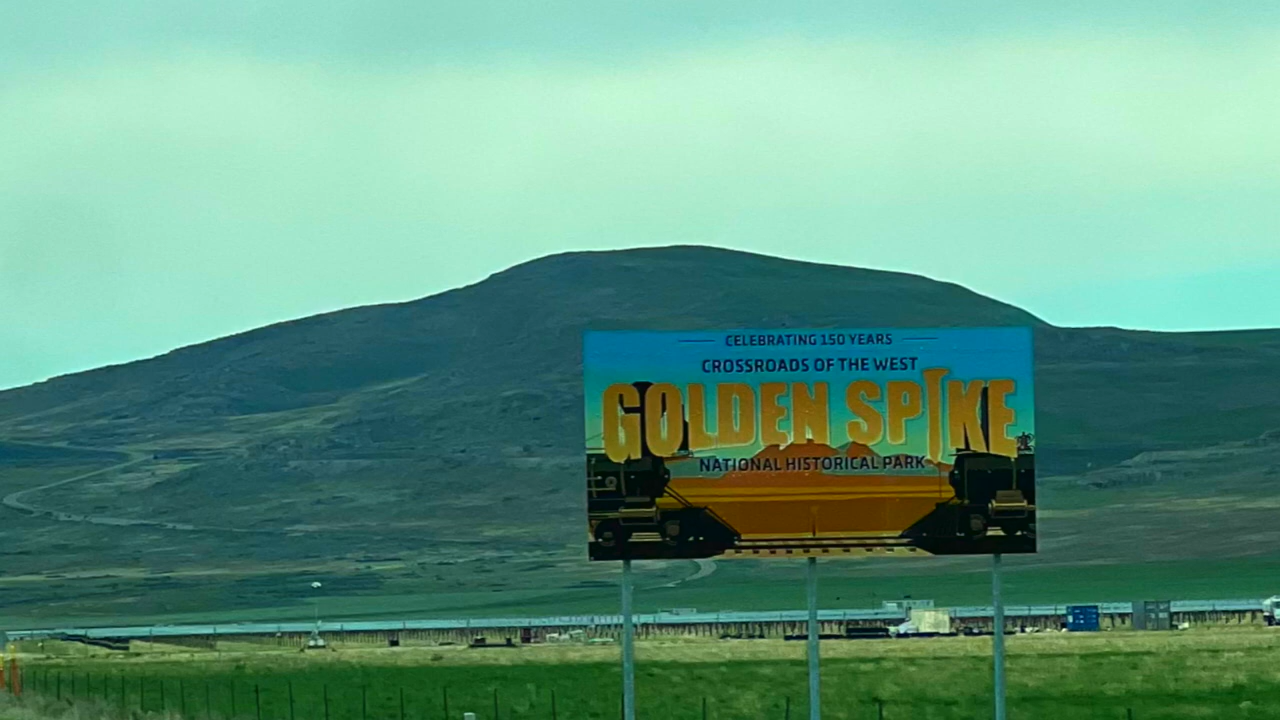 CELEBRATING 150 YEARS
CROSSROADS OF THE WEST
GOLDEN SPIKE
NATIONAL HISTORICAL PARK